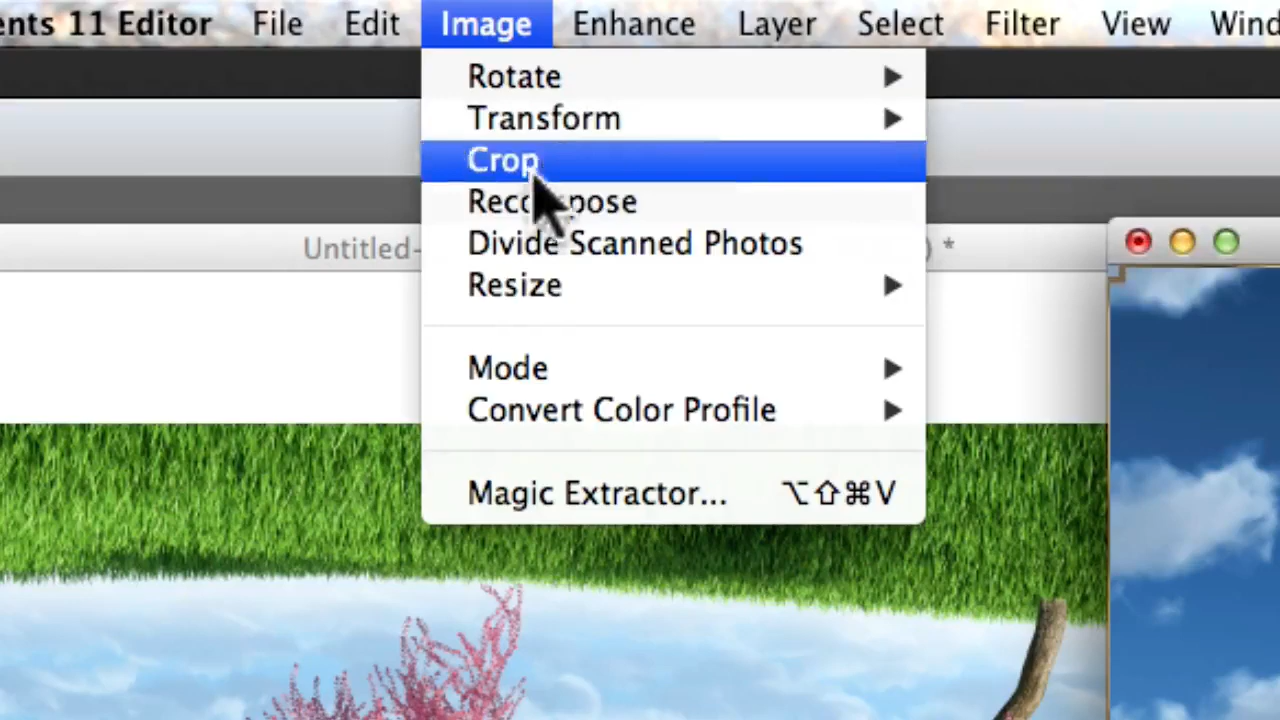 ents 11 Editor File Edit Image Enhance Layer Select Filter View Wind
Rotate
Transform
Crop
Divide Scanned Photos
Untitled- ) *
Resize
Mode
Convert Color Profile
Magic Extractor... ⌥⇧⌘V